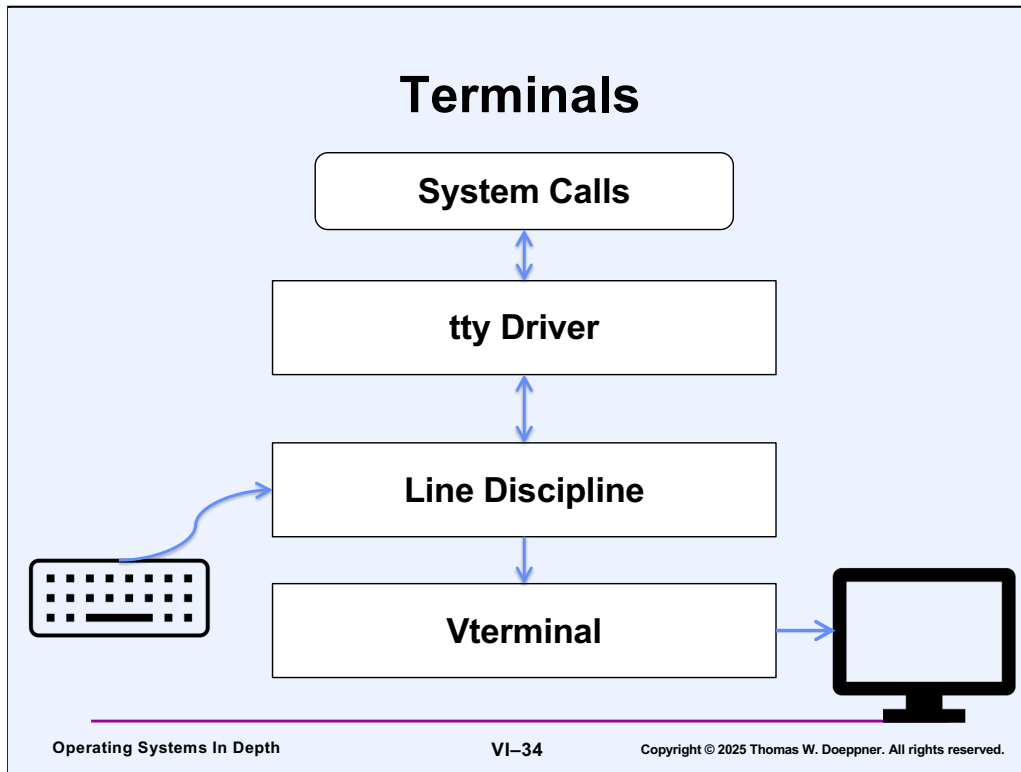 Terminals
System Calls
tty Driver
Line Discipline
Vterminal
Operating Systems In Depth VI–34 Copyright © 2025 Thomas W. Doeppner. All rights reserved.